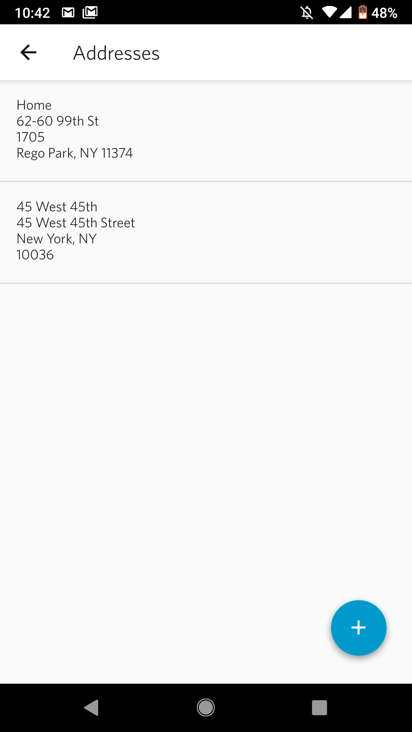 10:42
48%
Addresses
Home
62-60 99th St
1705
Rego Park, NY 11374
45 West 45th
45 West 45th Street
New York, NY
10036